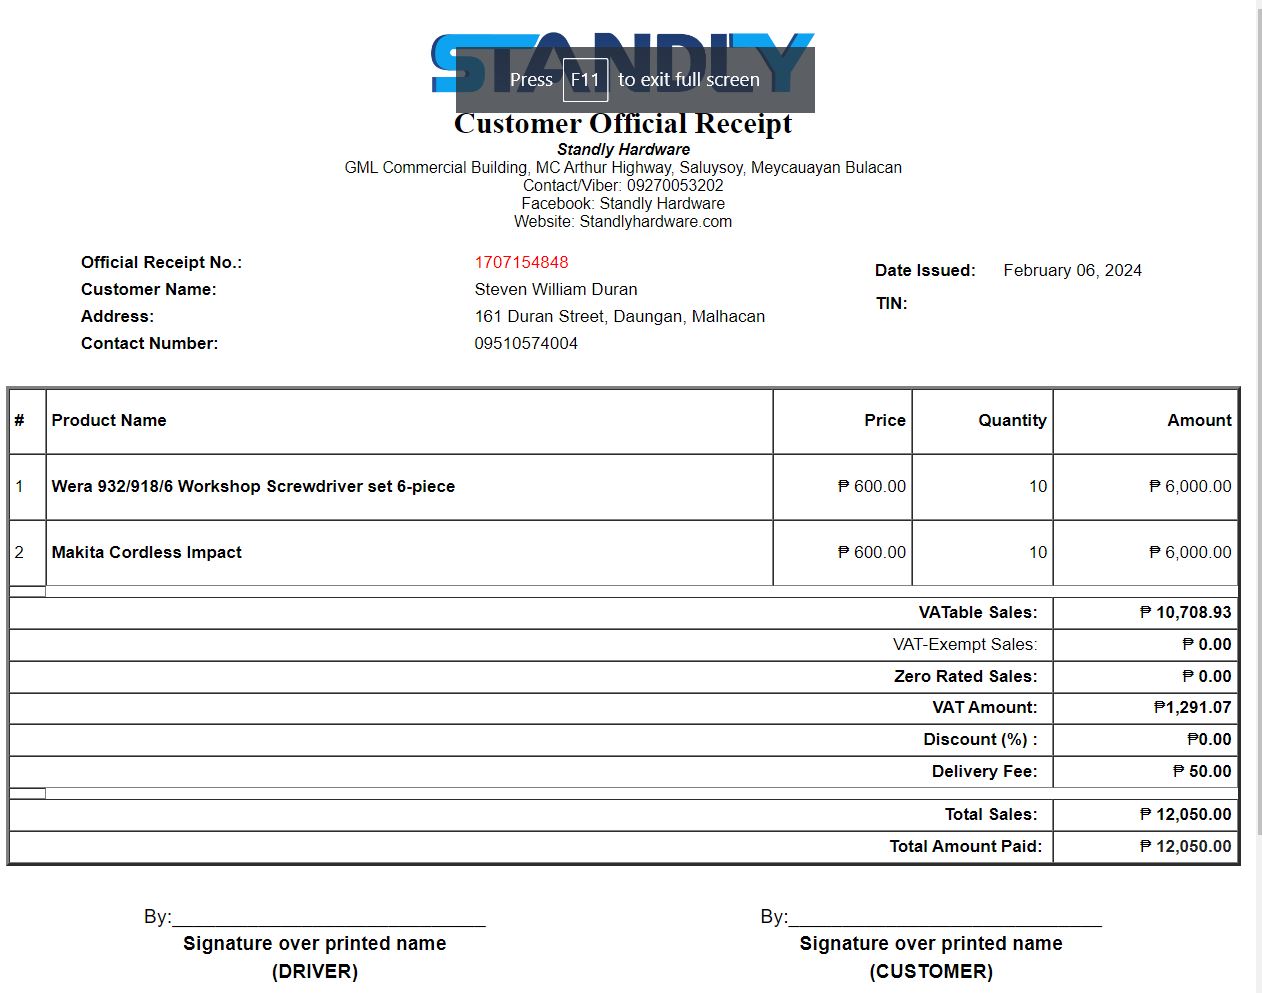 STANDLY
Press F11 to exit full screen
Customer Official Receipt
Standly Hardware
GML Commercial Building, MC Arthur Highway, Saluysoy, Meycauayan Bulacan
Contact/Viber: 09270053202
Facebook: Standly Hardware
Website: Standlyhardware.com
Official Receipt No.: 1707154848
Date Issued: February 06, 2024
Customer Name: Steven William Duran
TIN:
Address: 161 Duran Street, Daungan, Malhacan
Contact Number: 09510574004
# Product Name Price Quantity Amount
1 Wera 932/918/6 Workshop Screwdriver set 6-piece ₱ 600.00 10 ₱ 6,000.00
2 Makita Cordless Impact ₱ 600.00 10 ₱ 6,000.00
VATable Sales: ₱ 10,708.93
VAT-Exempt Sales: ₱ 0.00
Zero Rated Sales: ₱ 0.00
VAT Amount: ₱1,291.07
Discount (%) : ₱0.00
Delivery Fee: ₱ 50.00
Total Sales: ₱ 12,050.00
Total Amount Paid: ₱ 12,050.00
By:______________________________ By:______________________________
Signature over printed name Signature over printed name
(DRIVER) (CUSTOMER)